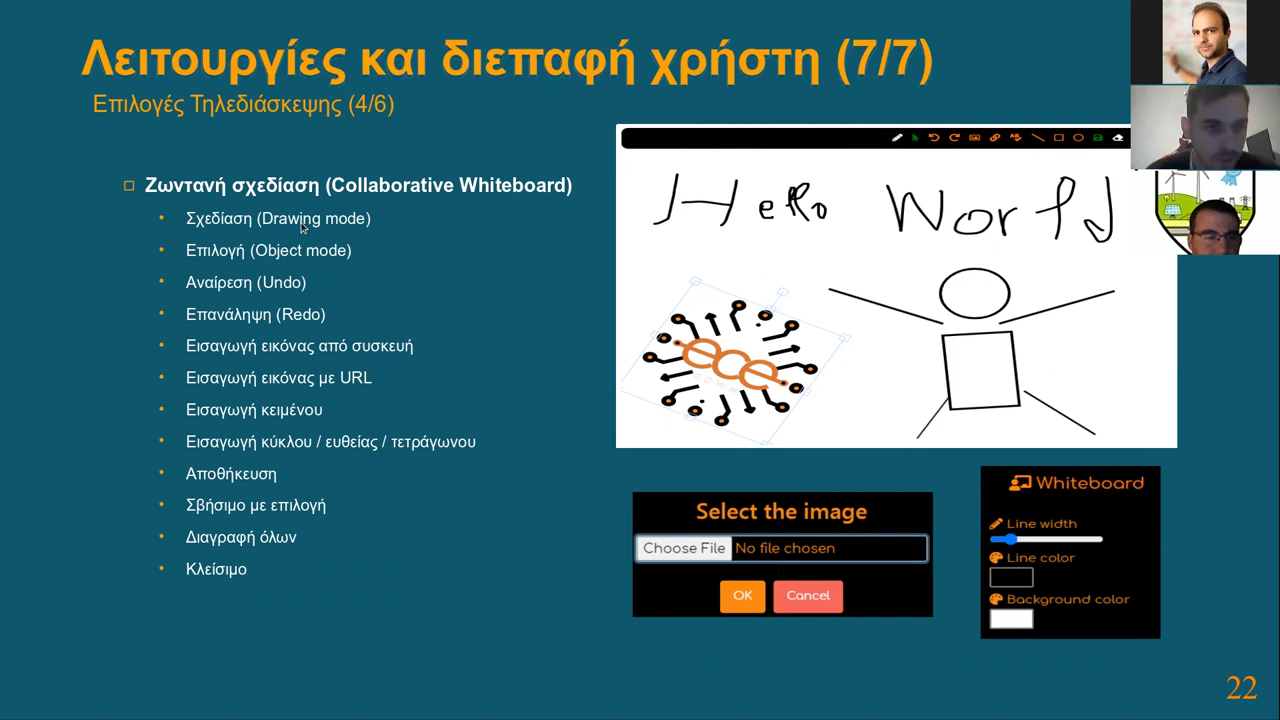 Λειτουργίες και διεπαφή χρήστη (7/7)
Επιλογές Τηλεδιάσκεψης (4/6)
Ζωντανή σχεδίαση (Collaborative Whiteboard)
Σχεδίαση (Drawing mode)
Επιλογή (Object mode)
Αναίρεση (Undo)
Επανάληψη (Redo)
Εισαγωγή εικόνας από συσκευή
Εισαγωγή εικόνας με URL
Εισαγωγή κειμένου
Εισαγωγή κύκλου / ευθείας / τετράγωνου
Αποθήκευση
Σβήσιμο με επιλογή
Διαγραφή όλων
Κλείσιμο
Hello World
Select the image
Choose File No file chosen
OK Cancel
Whiteboard
Line width
Line color
Background color
22